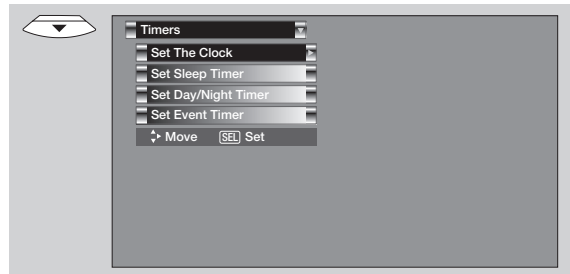 Timers
Set The Clock
Set Sleep Timer
Set Day/Night Timer
Set Event Timer
Move SEL Set